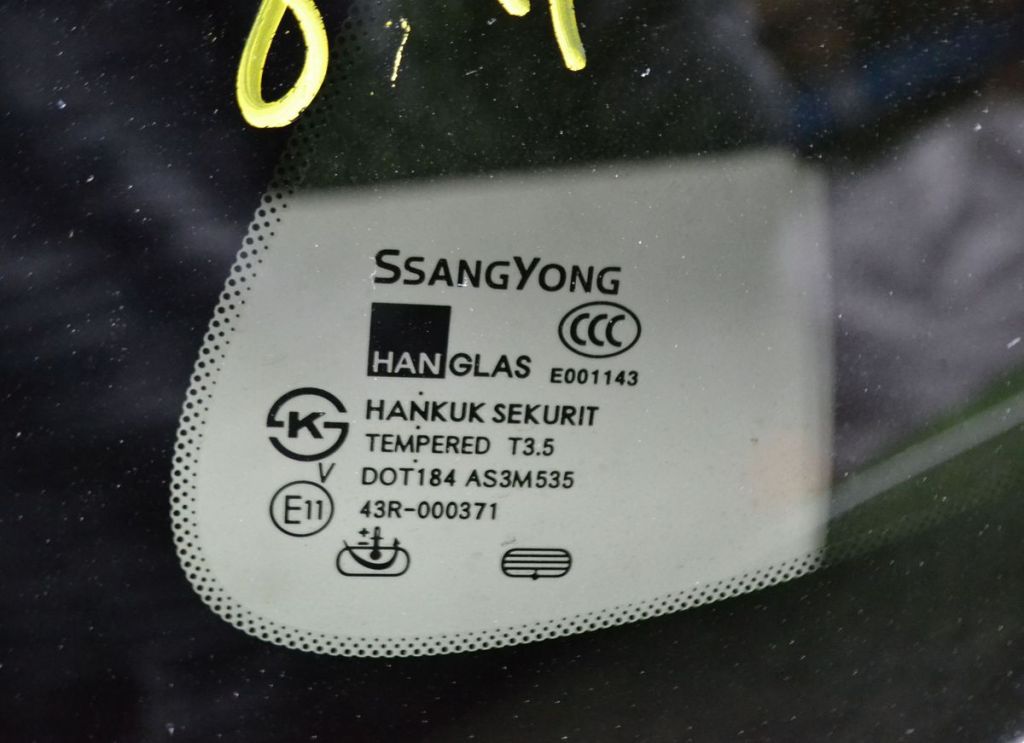 SSANGYONG
HANGLAS
CCC
E001143
K
HANKUK SEKURIT
TEMPERED T3.5
V
DOT184 AS3M535
E11
43R-000371